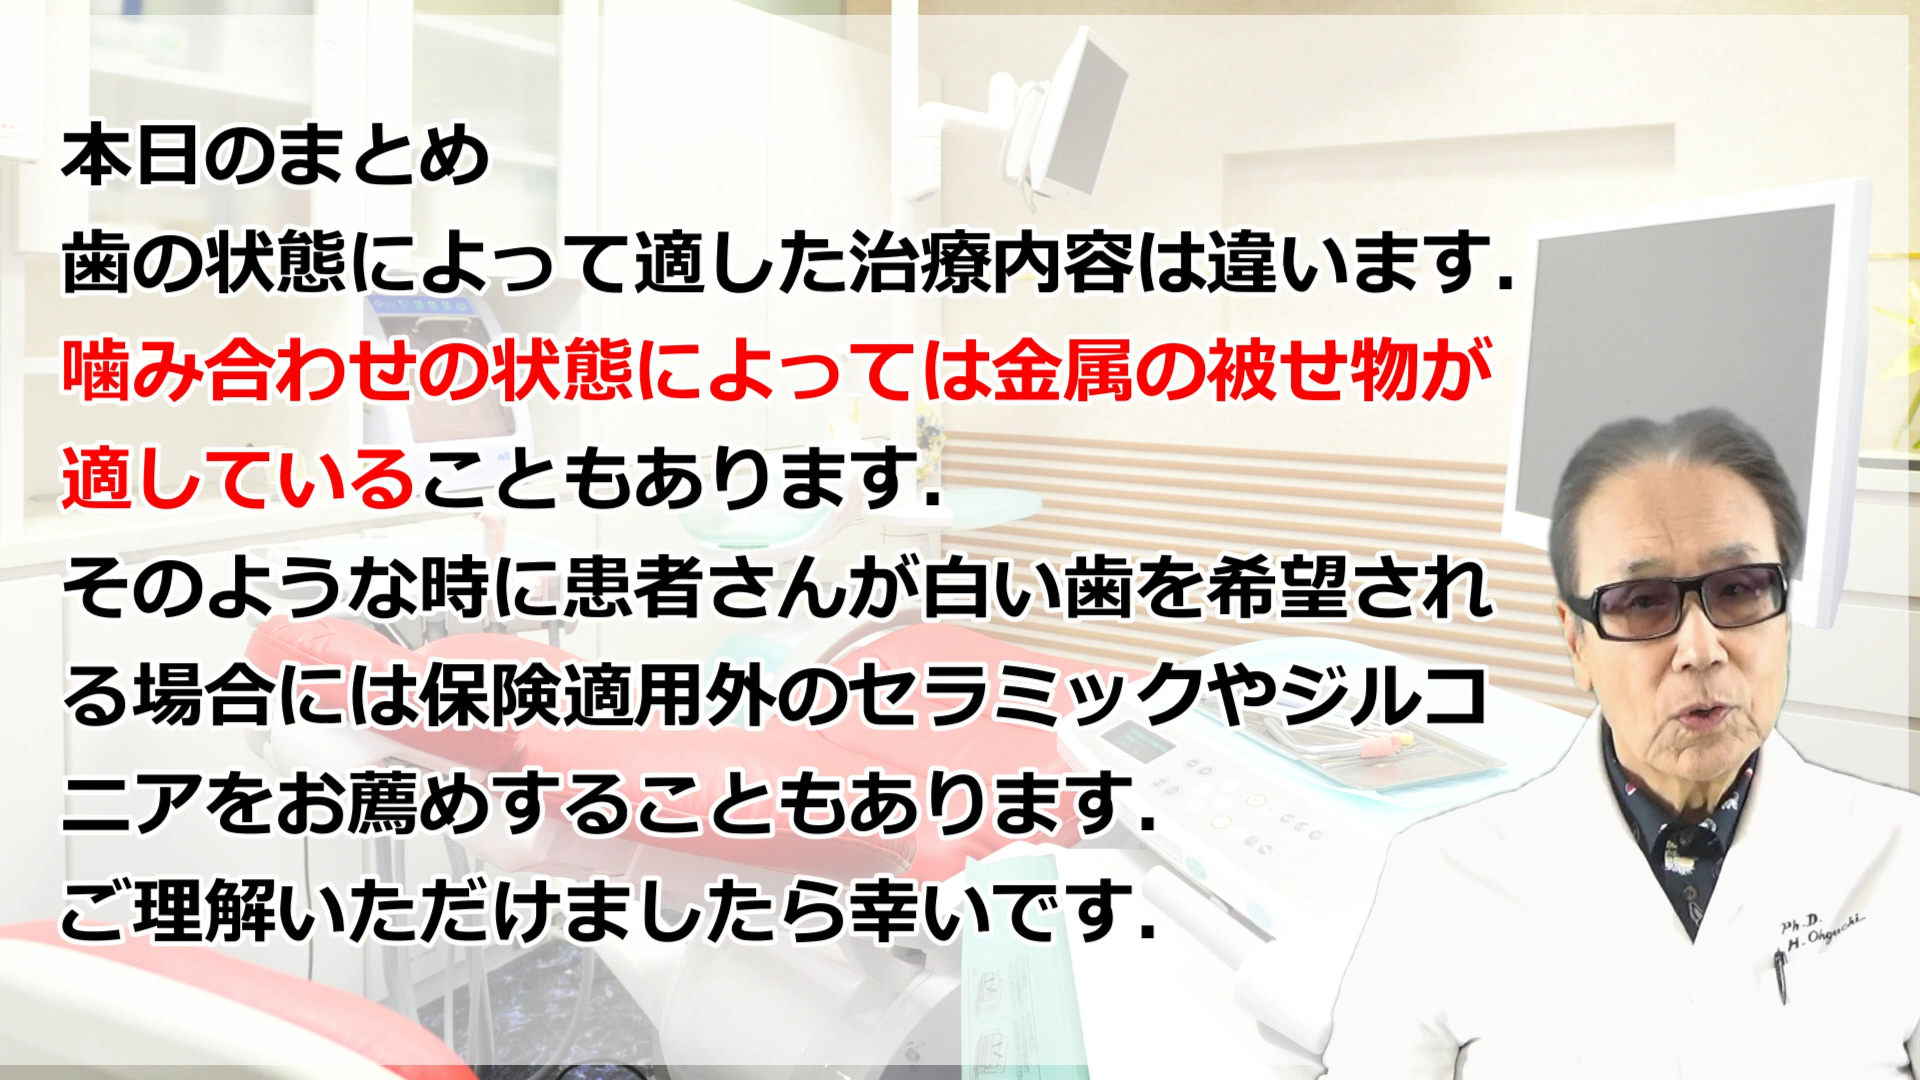 本日のまとめ
歯の状態によって適した治療内容は違います．
噛み合わせの状態によっては金属の被せ物が
適していることもあります．
そのような時に患者さんが白い歯を希望され
る場合には保険適用外のセラミックやジルコ
ニアをお薦めすることもあります．
ご理解いただけましたら幸いです．
Ph.D.
H. Ohguchi